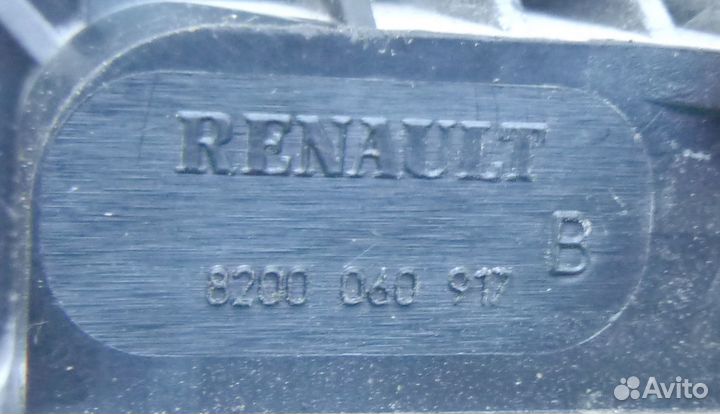 RENAULT
B
8200 060 917
Avito